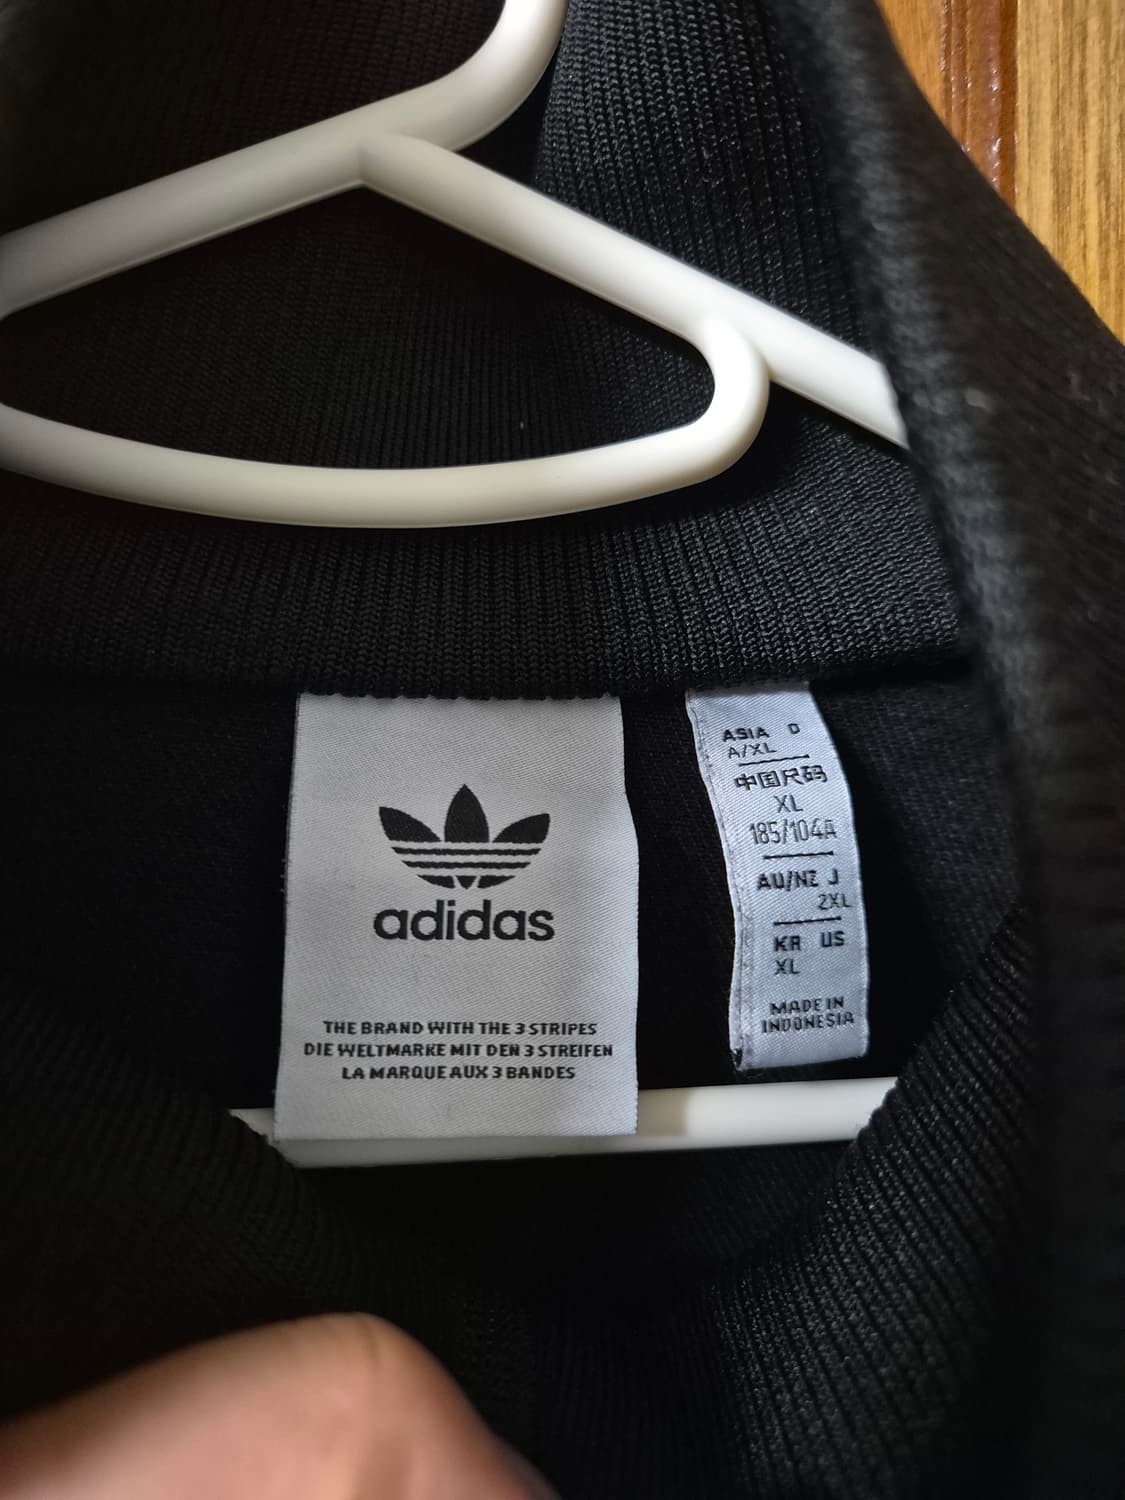 adidas
THE BRAND WITH THE 3 STRIPES
DIE WELTMARKE MIT DEN 3 STREIFEN
LA MARQUE AUX 3 BANDES
ASIA D
A/XL
中国尺码
XL
185/104A
AU/NZ J
2XL
KR US
XL
MADE IN
INDONESIA